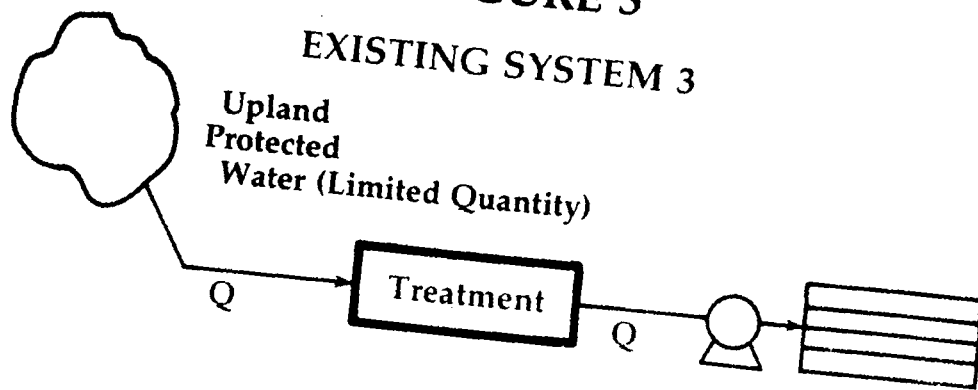 EXISTING SYSTEM 3
Upland
Protected
Water (Limited Quantity)
Q
Treatment
Q